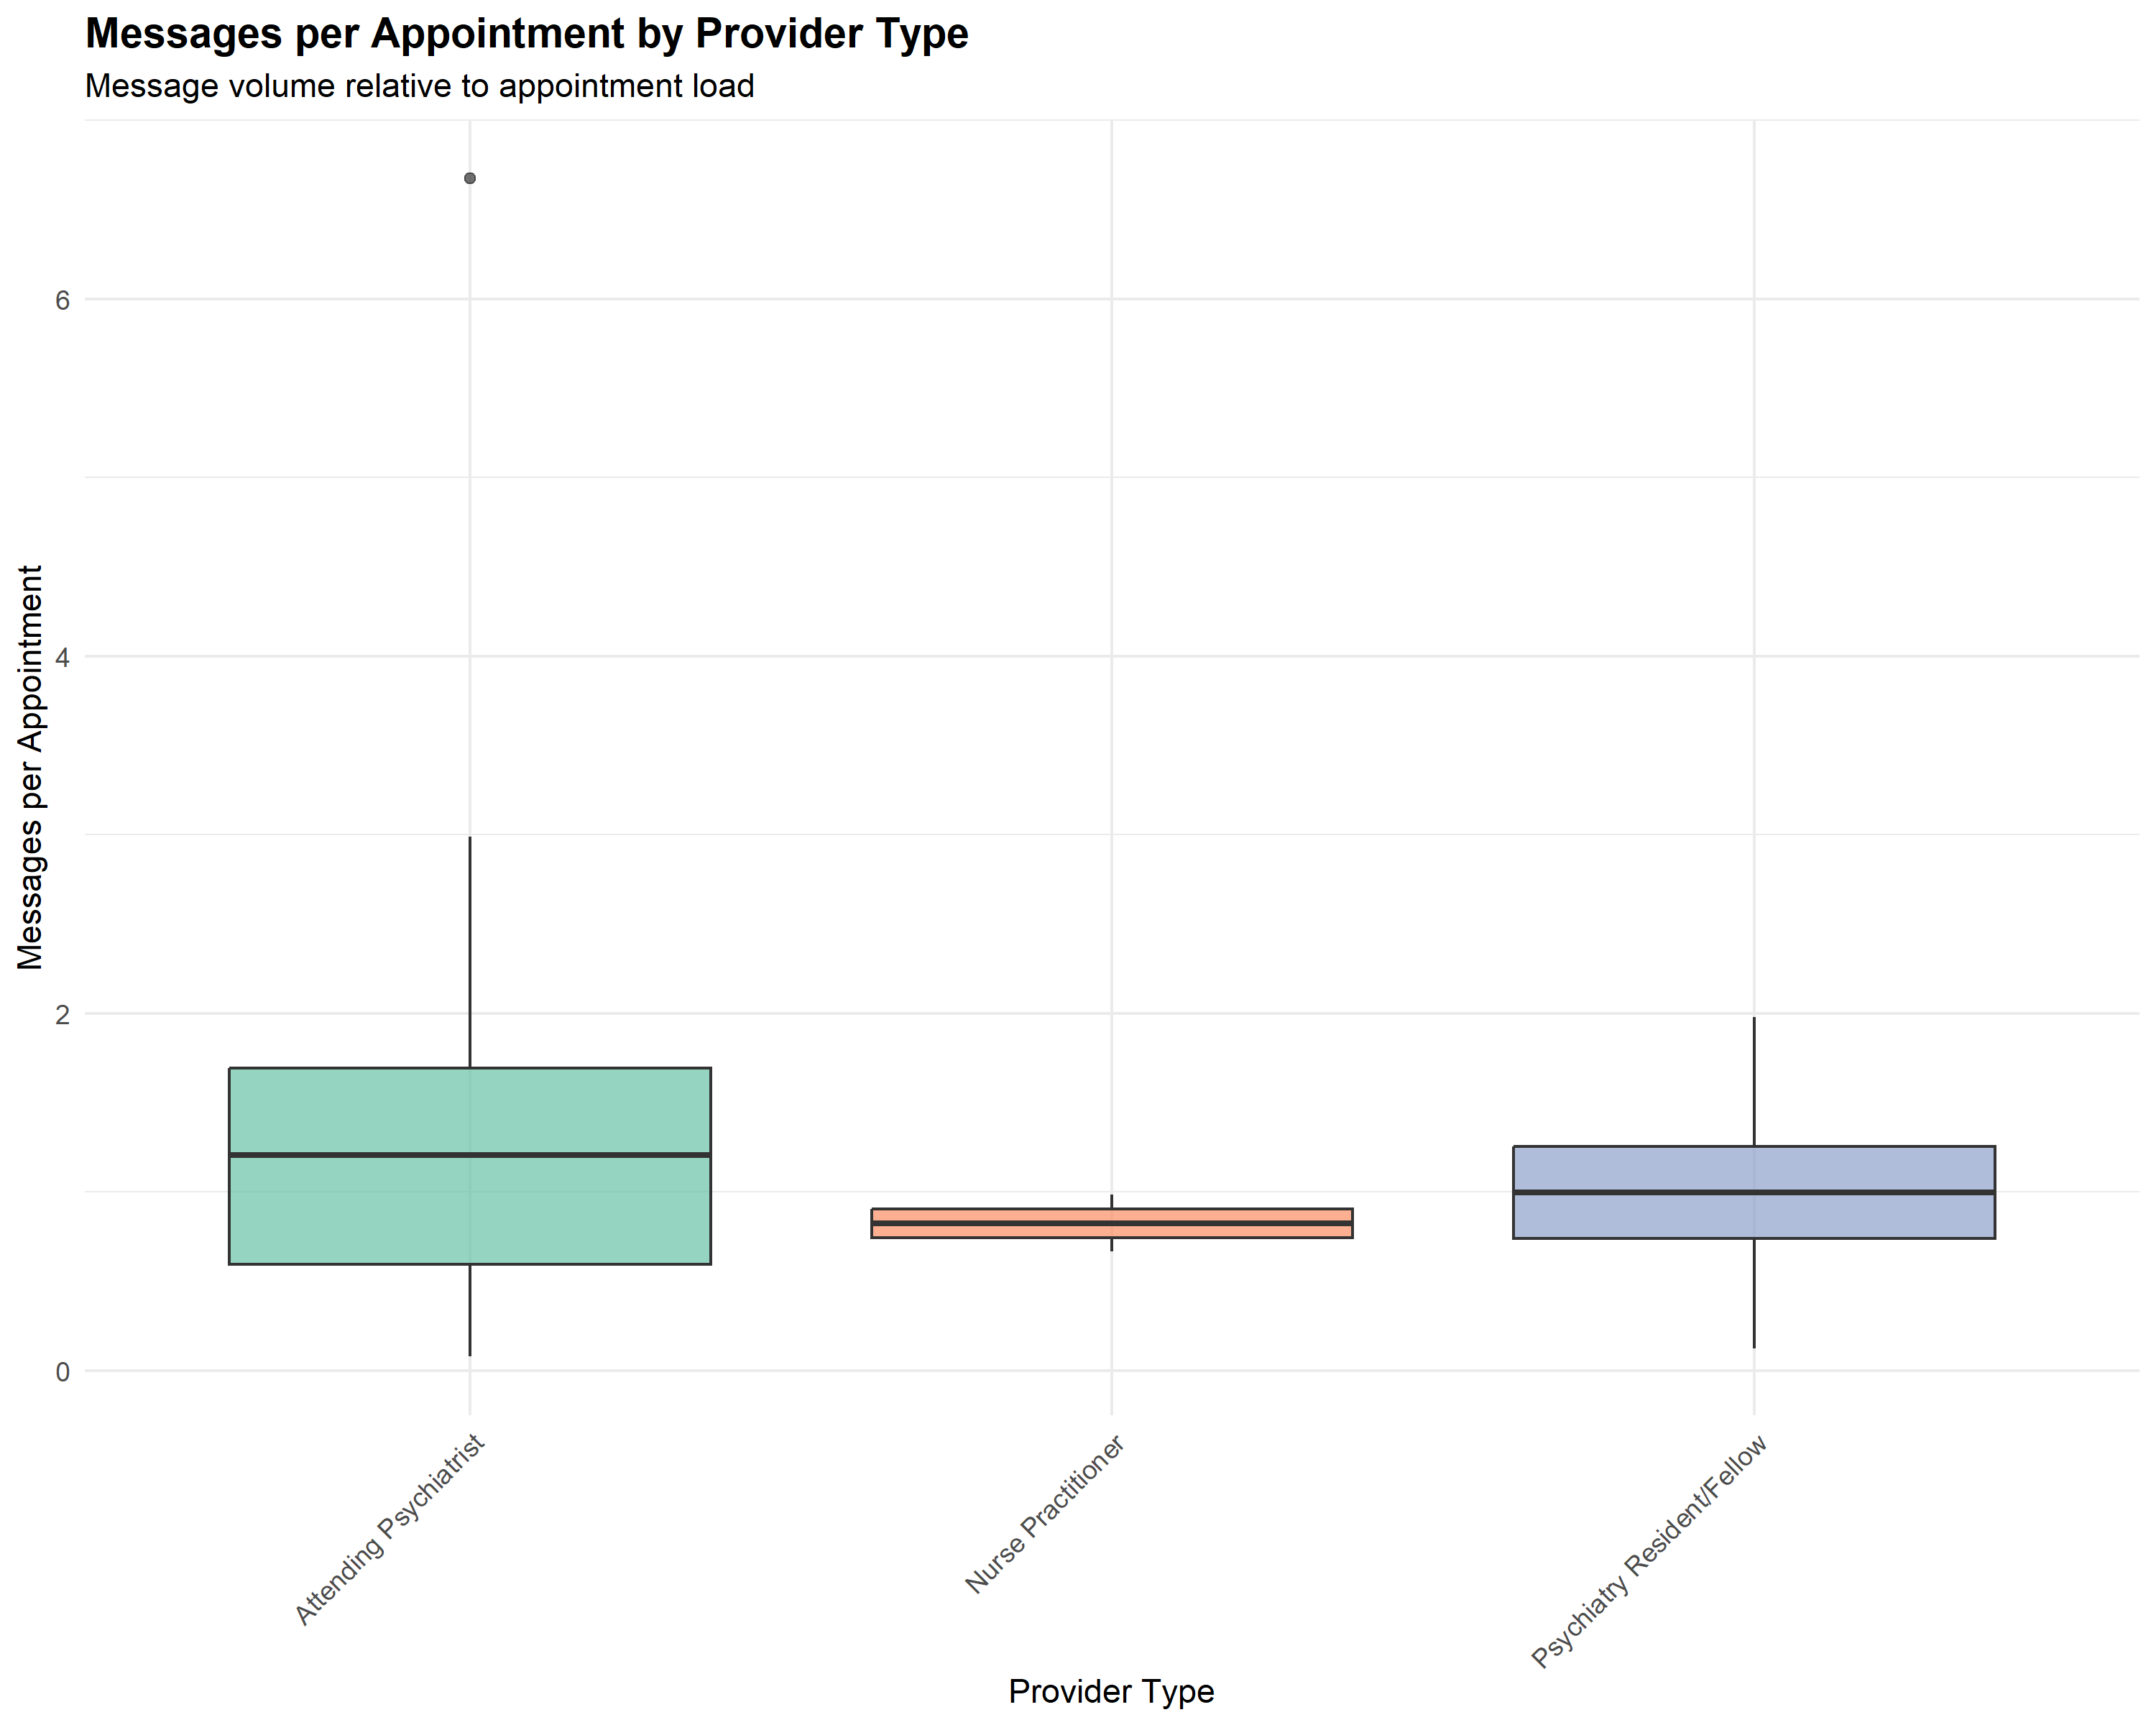 Messages per Appointment by Provider Type
Message volume relative to appointment load
Messages per Appointment
6
4
2
0
Attending Psychiatrist
Nurse Practitioner
Psychiatry Resident/Fellow
Provider Type